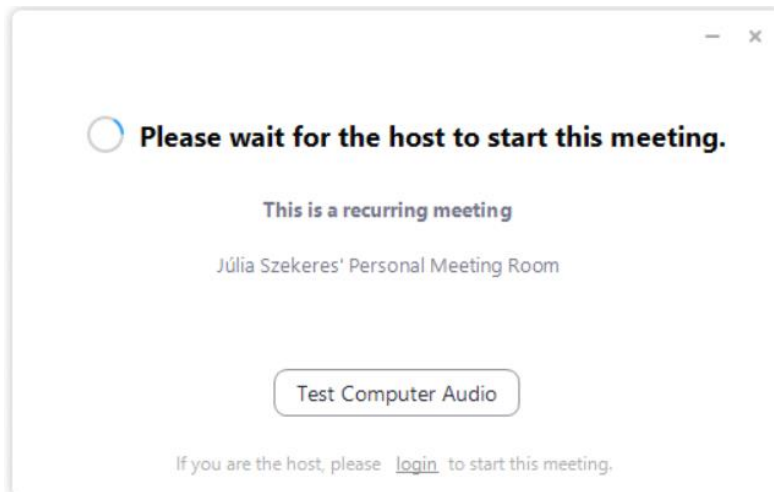 Please wait for the host to start this meeting.
This is a recurring meeting
Júlia Szekeres' Personal Meeting Room
Test Computer Audio
If you are the host, please login to start this meeting.